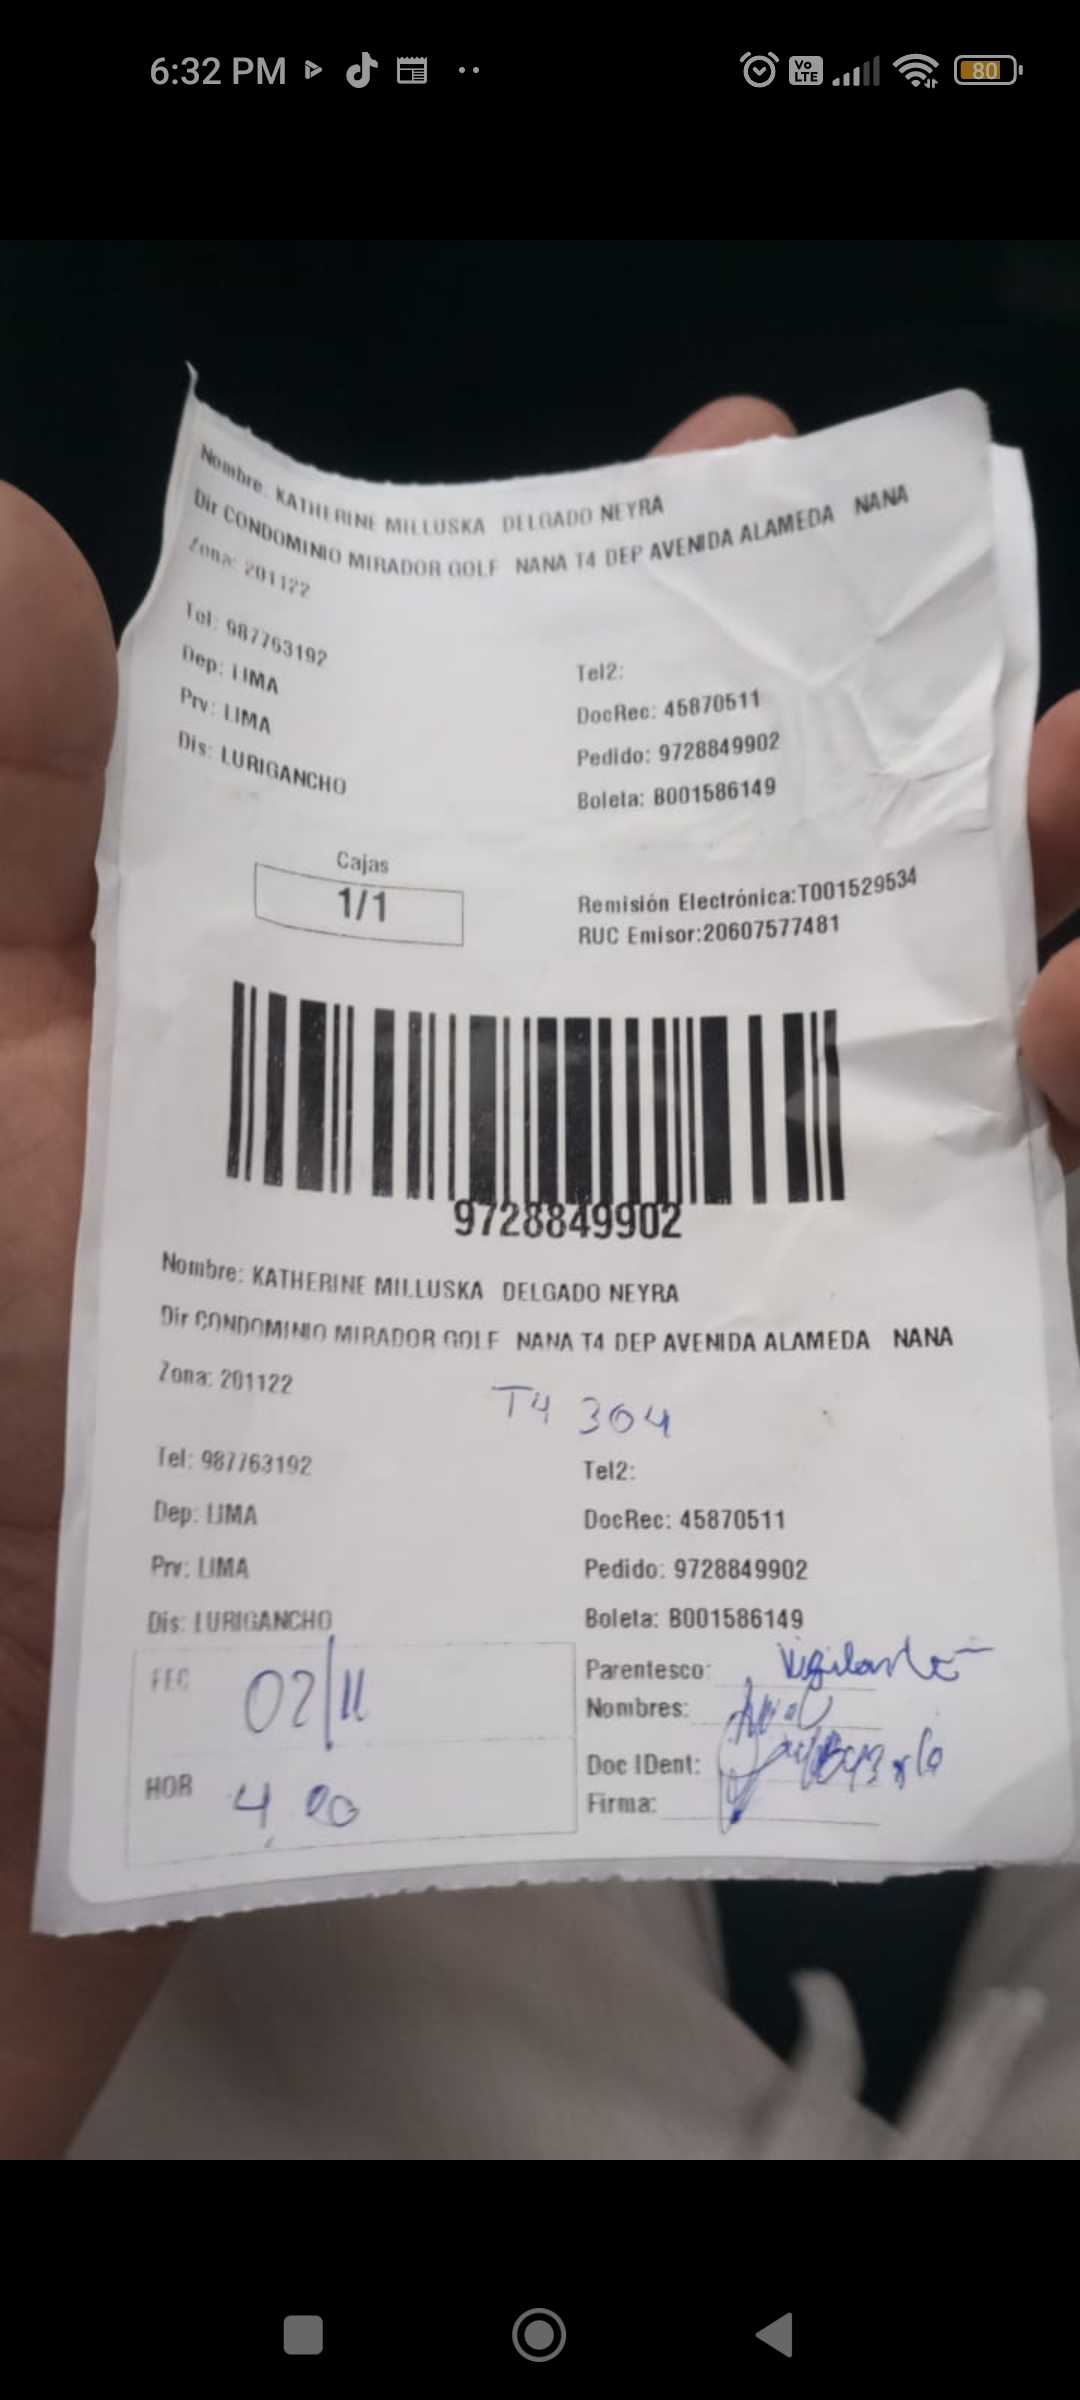 6:32 PM
Vo LTE
80
Nombre: KATHERINE MILLUSKA DELGADO NEYRA
Dir CONDOMINIO MIRADOR GOLF NANA T4 DEP AVENIDA ALAMEDA NANA
Zona: 201122
Tel: 987763192
Dep: LIMA
Prv: LIMA
Dis: LURIGANCHO
Tel2:
DocRec: 45870511
Pedido: 9728849902
Boleta: B001586149
Cajas
1/1
Remisión Electrónica:T001529534
RUC Emisor:20607577481
9728849902
Nombre: KATHERINE MILLUSKA DELGADO NEYRA
Dir CONDOMINIO MIRADOR GOLF NANA T4 DEP AVENIDA ALAMEDA NANA
Zona: 201122
T4 304
Tel: 987763192
Dep: LIMA
Prv: LIMA
Dis: LURIGANCHO
Tel2:
DocRec: 45870511
Pedido: 9728849902
Boleta: B001586149
FEC 02/11
HOR 4 00
Parentesco: Vigilante
Nombres:
Doc IDent:
Firma: